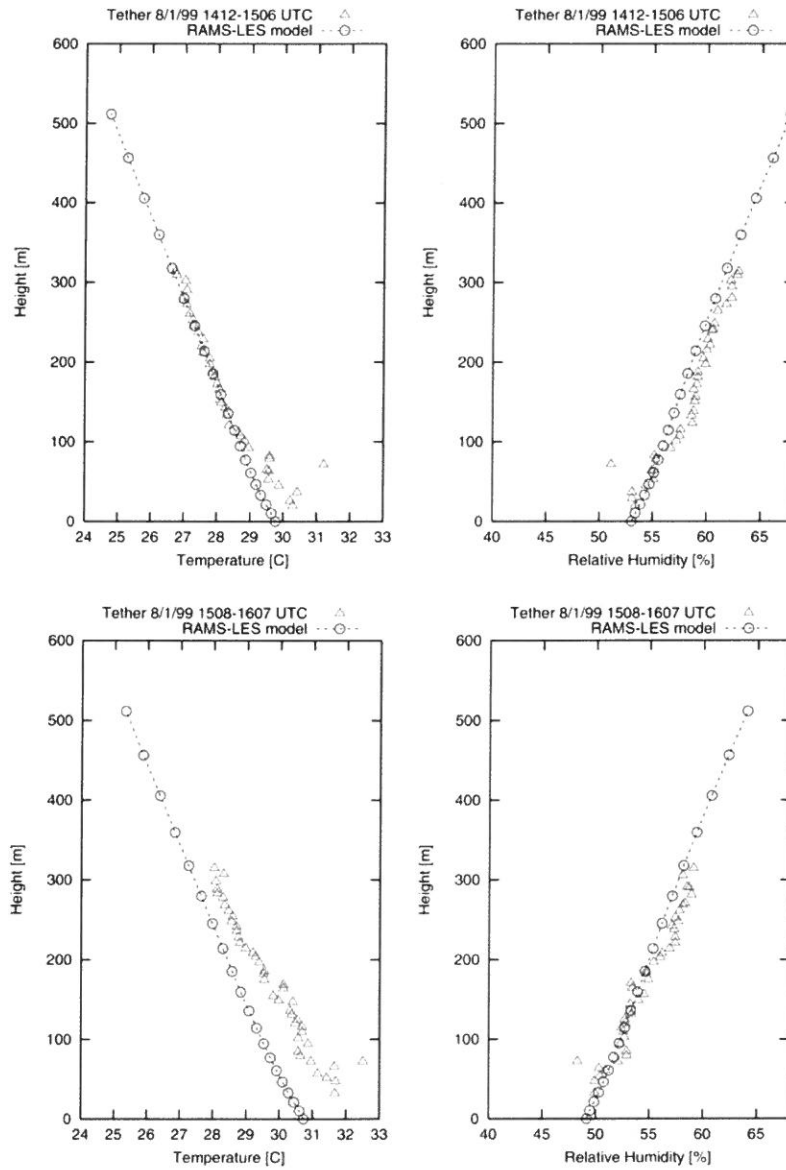 Tether 8/1/99 1412-1506 UTC
RAMS-LES model
600
500
400
300
200
100
0
Height [m]
24 25 26 27 28 29 30 31 32 33
Temperature [C]
Tether 8/1/99 1412-1506 UTC
RAMS-LES model
600
500
400
300
200
100
0
Height [m]
40 45 50 55 60 65
Relative Humidity [%]
Tether 8/1/99 1508-1607 UTC
RAMS-LES model
600
500
400
300
200
100
0
Height [m]
24 25 26 27 28 29 30 31 32 33
Temperature [C]
Tether 8/1/99 1508-1607 UTC
RAMS-LES model
600
500
400
300
200
100
0
Height [m]
40 45 50 55 60 65
Relative Humidity [%]